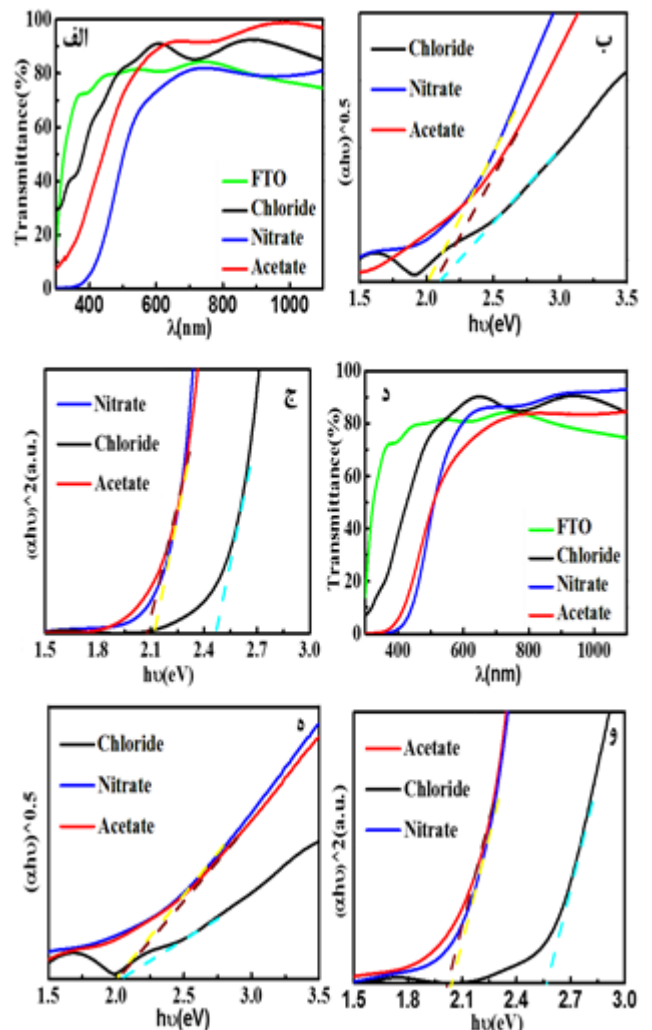 الف
Transmittance(%)
100
80
60
40
20
0
FTO
Chloride
Nitrate
Acetate
400 600 800 1000
λ(nm)
ب
(αhυ)^0.5
Chloride
Nitrate
Acetate
1.5 2.0 2.5 3.0 3.5
hυ(eV)
ج
(αhυ)^2(a.u.)
Nitrate
Chloride
Acetate
1.5 1.8 2.1 2.4 2.7 3.0
hυ(eV)
د
Transmittance(%)
100
80
60
40
20
0
FTO
Chloride
Nitrate
Acetate
400 600 800 1000
λ(nm)
ه
(αhυ)^0.5
Chloride
Nitrate
Acetate
1.5 2.0 2.5 3.0 3.5
hυ(eV)
و
(αhυ)^2(a.u.)
Acetate
Chloride
Nitrate
1.5 1.8 2.1 2.4 2.7 3.0
hυ(eV)